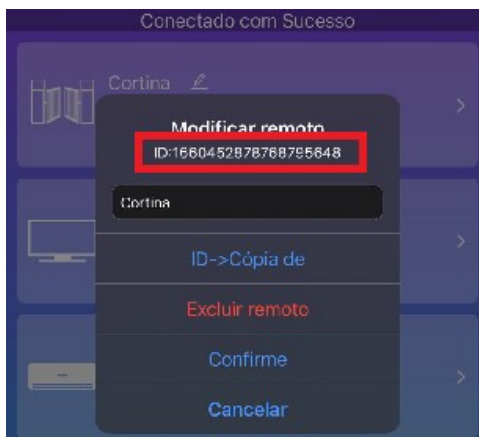 Conectado com Sucesso
Cortina
Modificar remoto
ID:1660452878768795648
Cortina
ID->Cópia de
Excluir remoto
Confirme
Cancelar